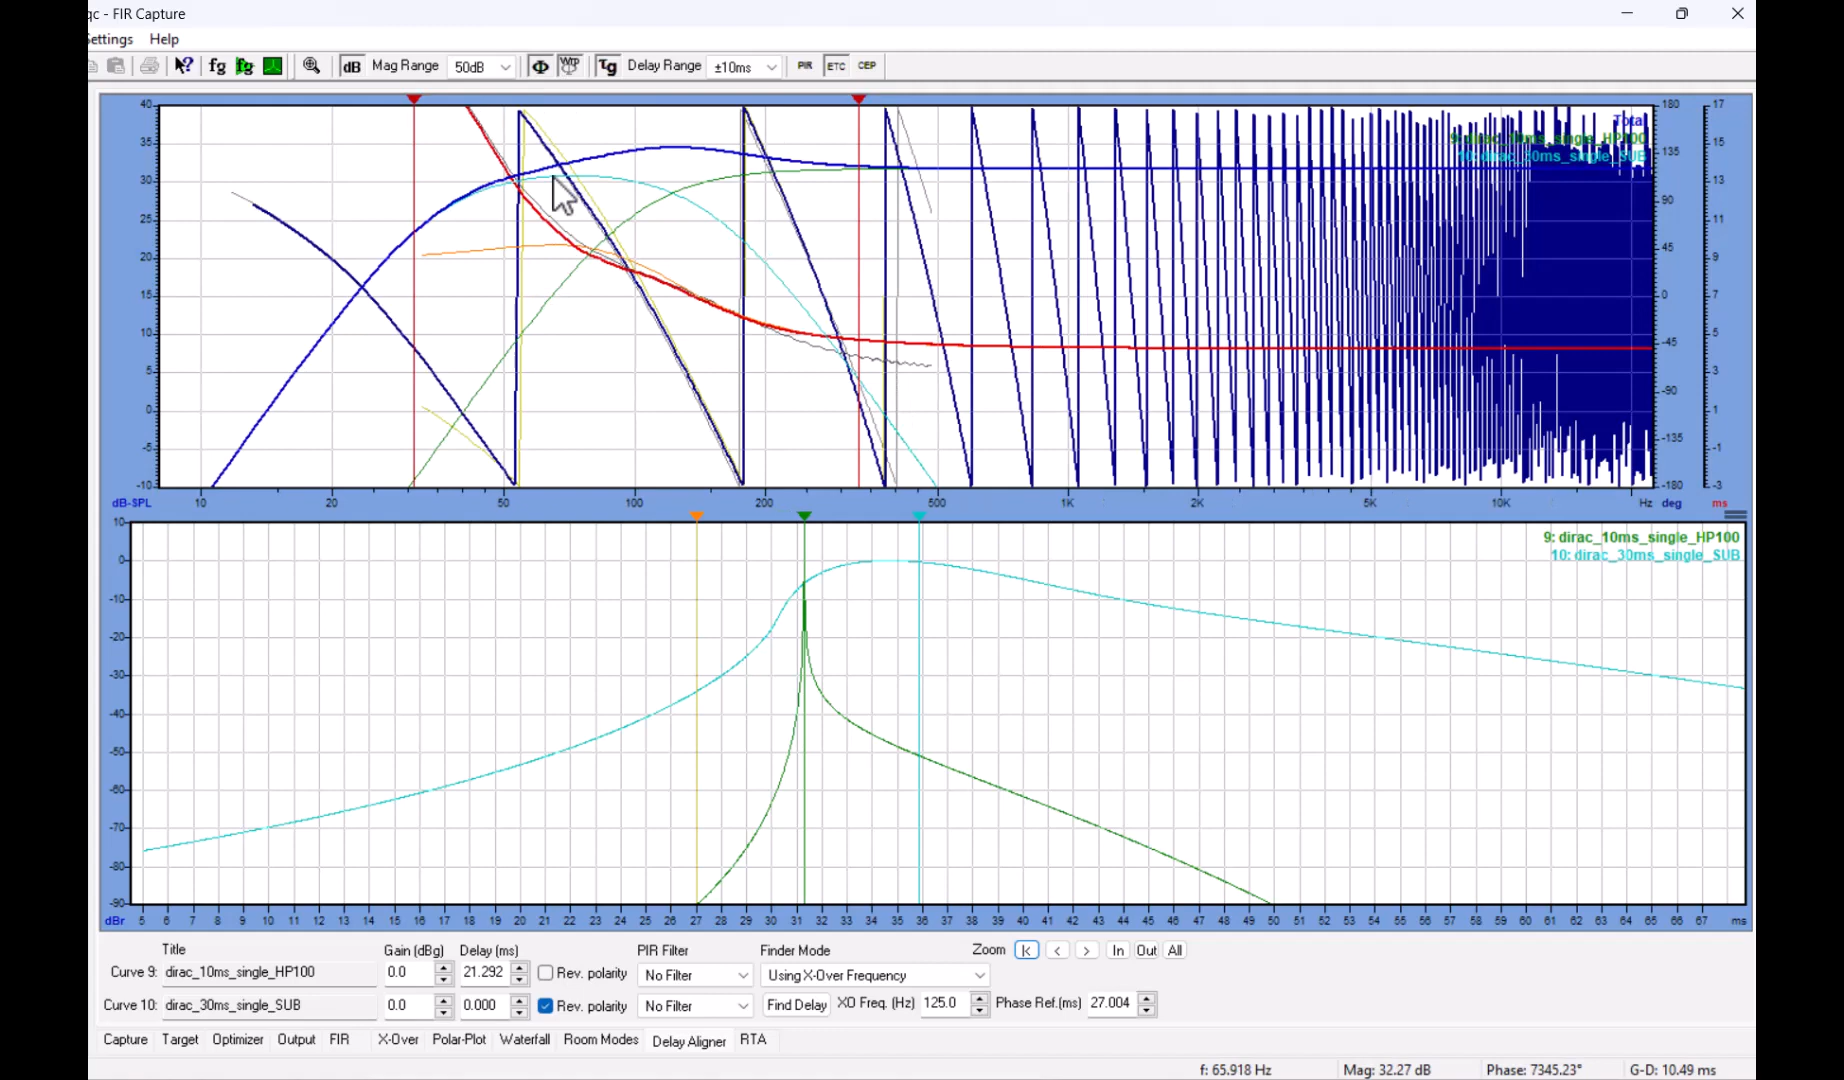 qc - FIR Capture
Settings Help
fg fg dB Mag Range 50dB Tg Delay Range ±10ms PIR ETC CEP
Total
9: dirac_10ms_single_HP100
10: dirac_30ms_single_SUB
40 35 30 25 20 15 10 5 0 -5 -10
180 135 90 45 0 -45 -90 -135 -180
17 15 13 11 9 7 5 3 1 -1 -3
dB-SPL 10 20 50 100 200 500 1K 2K 5K 10K Hz deg ms
9: dirac_10ms_single_HP100
10: dirac_30ms_single_SUB
10 0 -10 -20 -30 -40 -50 -60 -70 -80 -90
dBr 5 6 7 8 9 10 11 12 13 14 15 16 17 18 19 20 21 22 23 24 25 26 27 28 29 30 31 32 33 34 35 36 37 38 39 40 41 42 43 44 45 46 47 48 49 50 51 52 53 54 55 56 57 58 59 60 61 62 63 64 65 66 67 ms
Title Gain (dBg) Delay (ms) PIR Filter Finder Mode Zoom |< < > In Out All
Curve 9: dirac_10ms_single_HP100 0.0 21.292 Rev. polarity No Filter Using X-Over Frequency
Curve 10: dirac_30ms_single_SUB 0.0 0.000 Rev. polarity No Filter Find Delay XO Freq. (Hz) 125.0 Phase Ref.(ms) 27.004
Capture Target Optimizer Output FIR X-Over Polar-Plot Waterfall Room Modes Delay Aligner RTA
f: 65.918 Hz Mag: 32.27 dB Phase: 7345.23° G-D: 10.49 ms